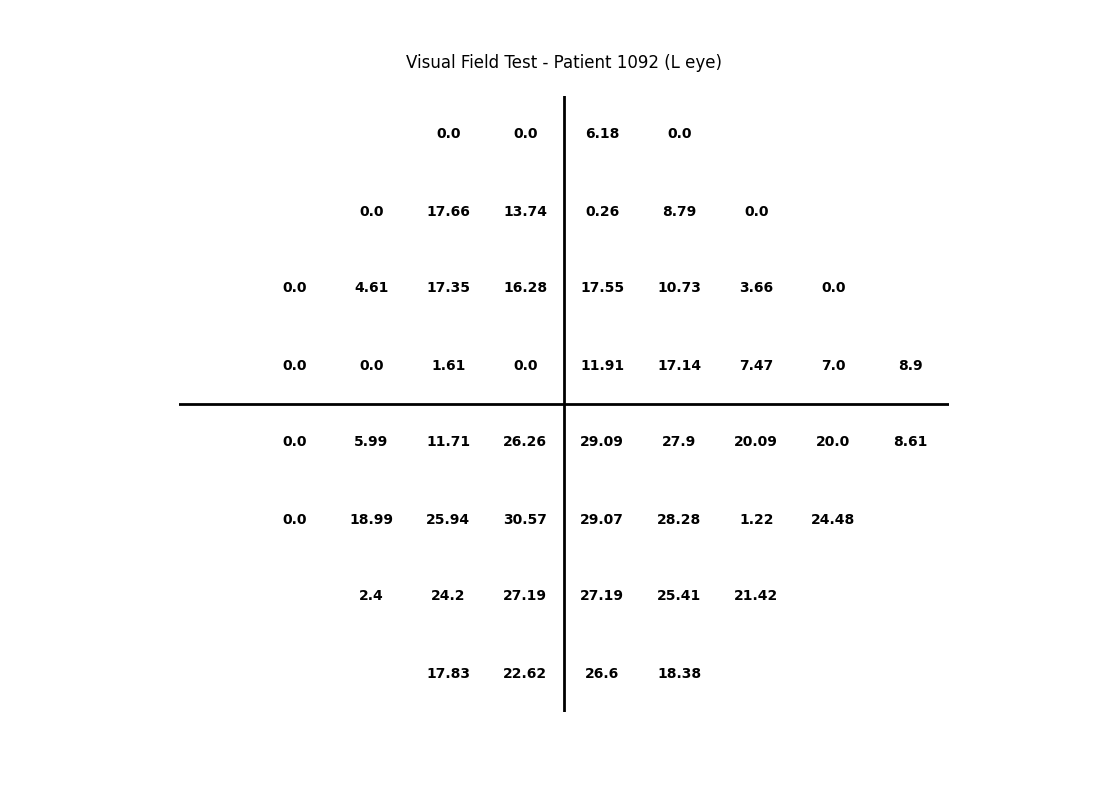 Visual Field Test - Patient 1092 (L eye)
0.0 0.0 6.18 0.0
0.0 17.66 13.74 0.26 8.79 0.0
0.0 4.61 17.35 16.28 17.55 10.73 3.66 0.0
0.0 0.0 1.61 0.0 11.91 17.14 7.47 7.0 8.9
0.0 5.99 11.71 26.26 29.09 27.9 20.09 20.0 8.61
0.0 18.99 25.94 30.57 29.07 28.28 1.22 24.48
2.4 24.2 27.19 27.19 25.41 21.42
17.83 22.62 26.6 18.38